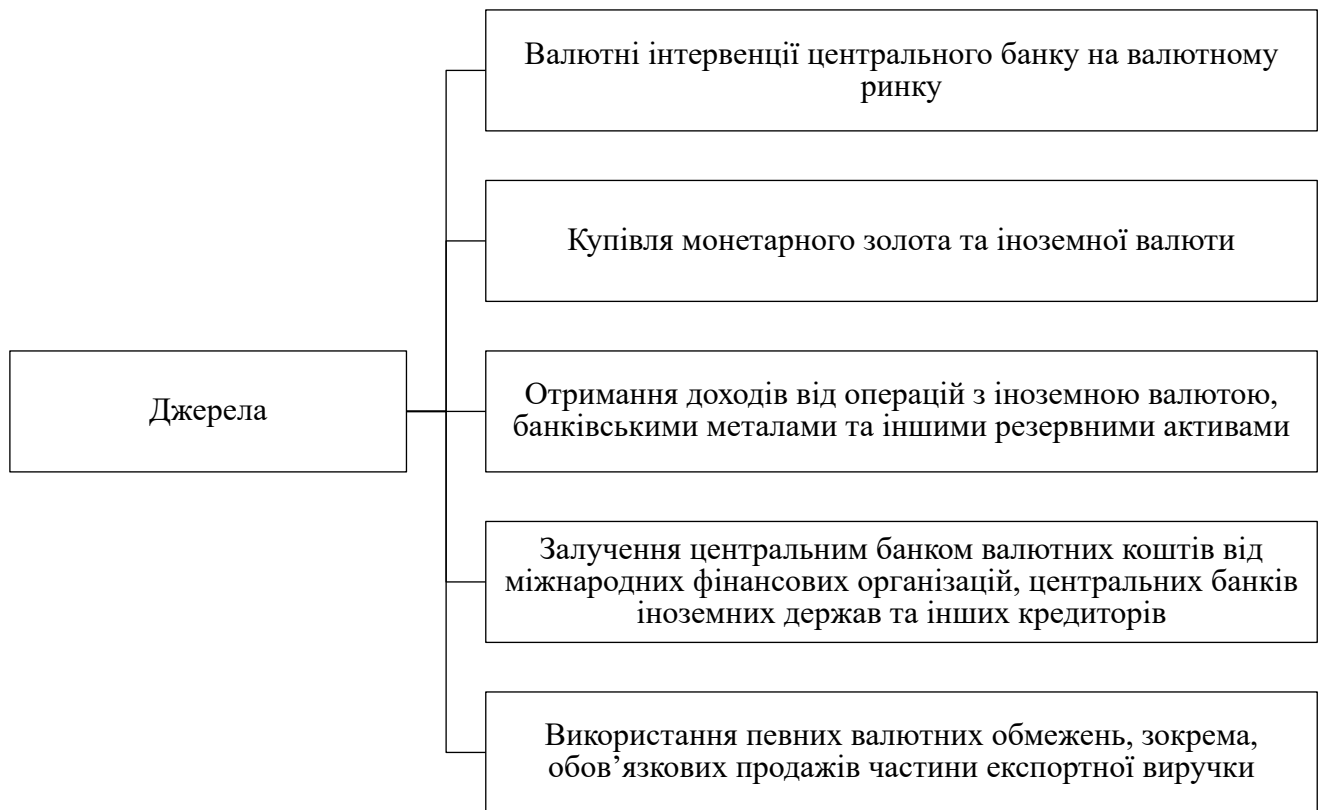 Валютні інтервенції центрального банку на валютному
ринку
Купівля монетарного золота та іноземної валюти
Джерела
Отримання доходів від операцій з іноземною валютою,
банківськими металами та іншими резервними активами
Залучення центральним банком валютних коштів від
міжнародних фінансових організацій, центральних банків
іноземних держав та інших кредиторів
Використання певних валютних обмежень, зокрема,
обов’язкових продажів частини експортної виручки